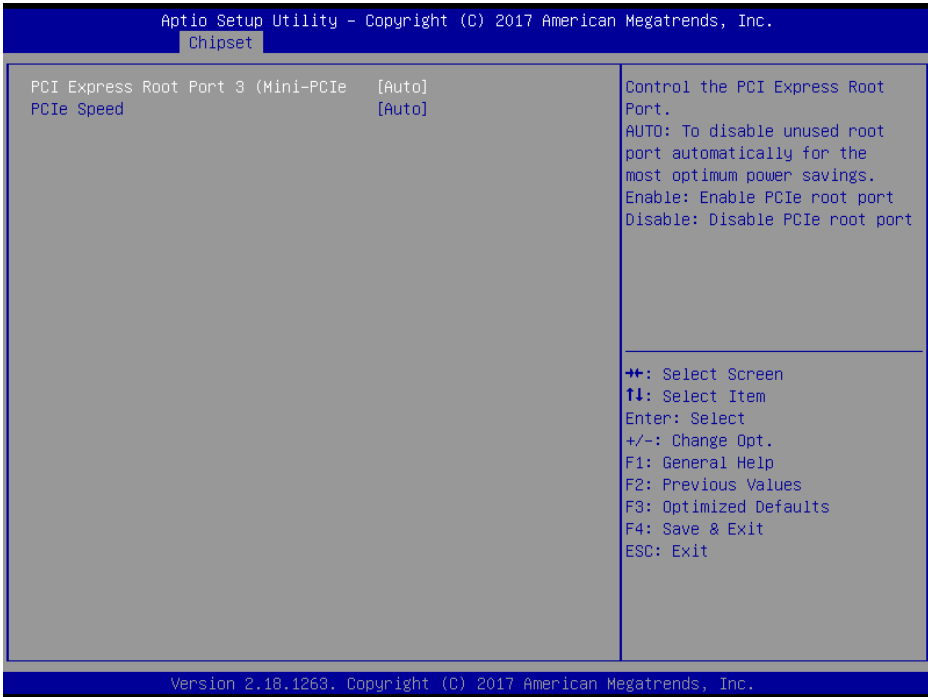 Aptio Setup Utility – Copyright (C) 2017 American Megatrends, Inc.
Chipset
PCI Express Root Port 3 (Mini-PCIe [Auto]
PCIe Speed [Auto]
Control the PCI Express Root
Port.
AUTO: To disable unused root
port automatically for the
most optimum power savings.
Enable: Enable PCIe root port
Disable: Disable PCIe root port
→←: Select Screen
↑↓: Select Item
Enter: Select
+/-: Change Opt.
F1: General Help
F2: Previous Values
F3: Optimized Defaults
F4: Save & Exit
ESC: Exit
Version 2.18.1263. Copyright (C) 2017 American Megatrends, Inc.